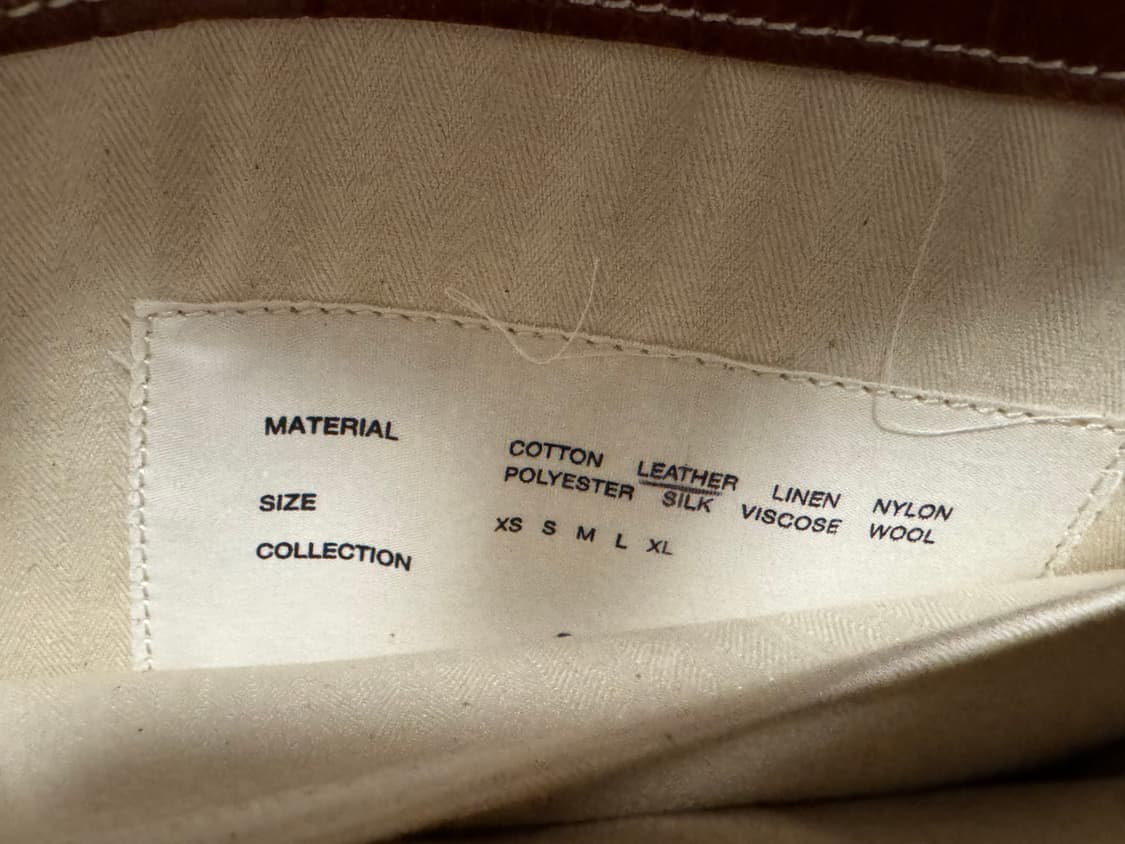 MATERIAL
COTTON LEATHER LINEN NYLON
POLYESTER SILK VISCOSE WOOL
SIZE
XS S M L XL
COLLECTION